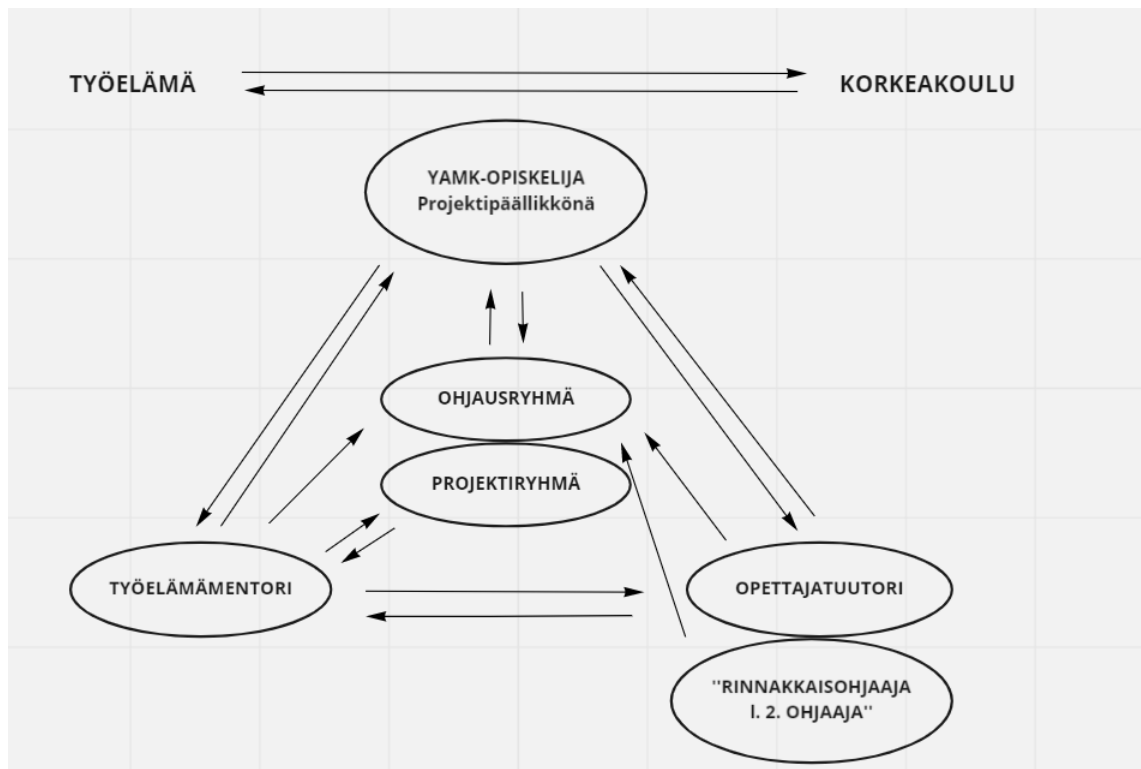 TYÖELÄMÄ
KORKEAKOULU
YAMK-OPISKELIJA
Projektipäällikkönä
OHJAUSRYHMÄ
PROJEKTIRYHMÄ
TYÖELÄMÄMENTORI
OPETTAJATUUTORI
"RINNAKKAISOHJAAJA
l. 2. OHJAAJA"